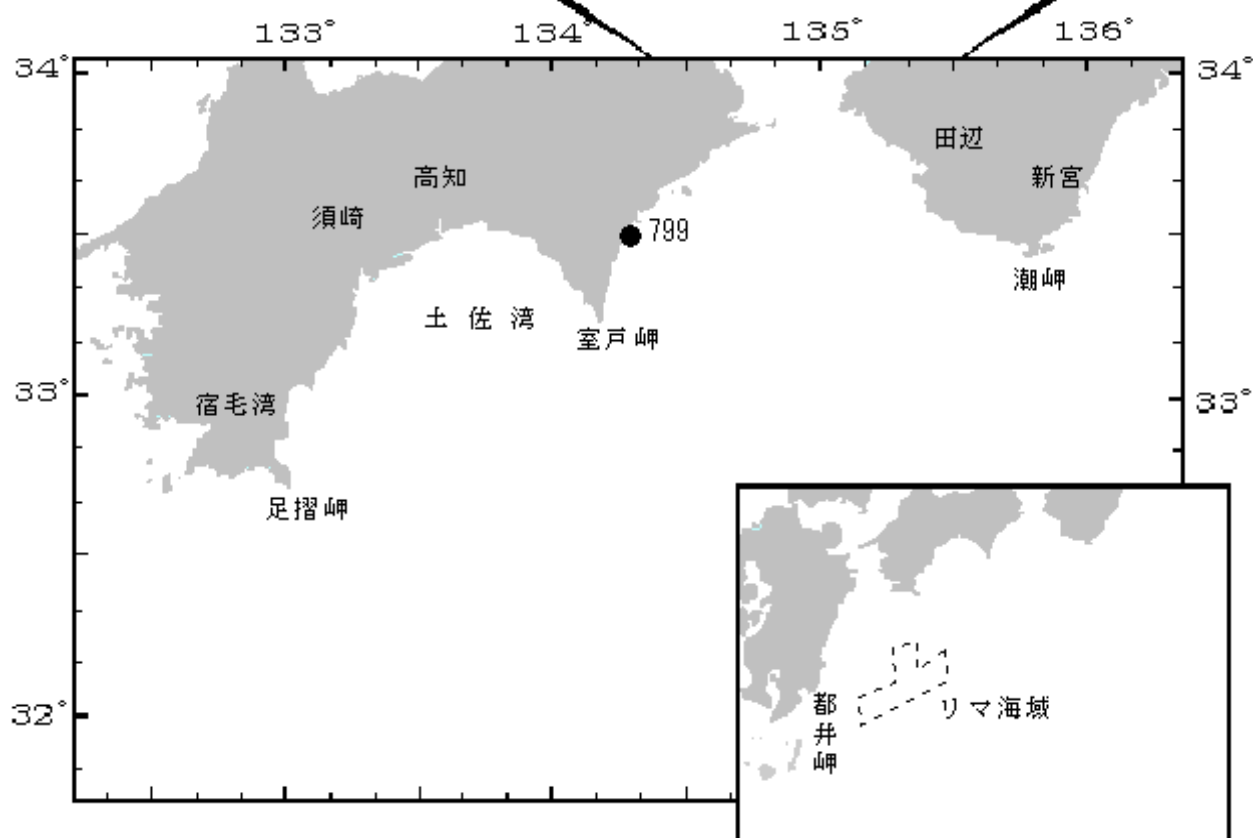 133° 134° 135° 136°
34° 34°
田辺
高知 新宮
須崎
799
潮岬
土佐湾
室戸岬
33° 33°
宿毛湾
足摺岬
32°
都井岬
リマ海域